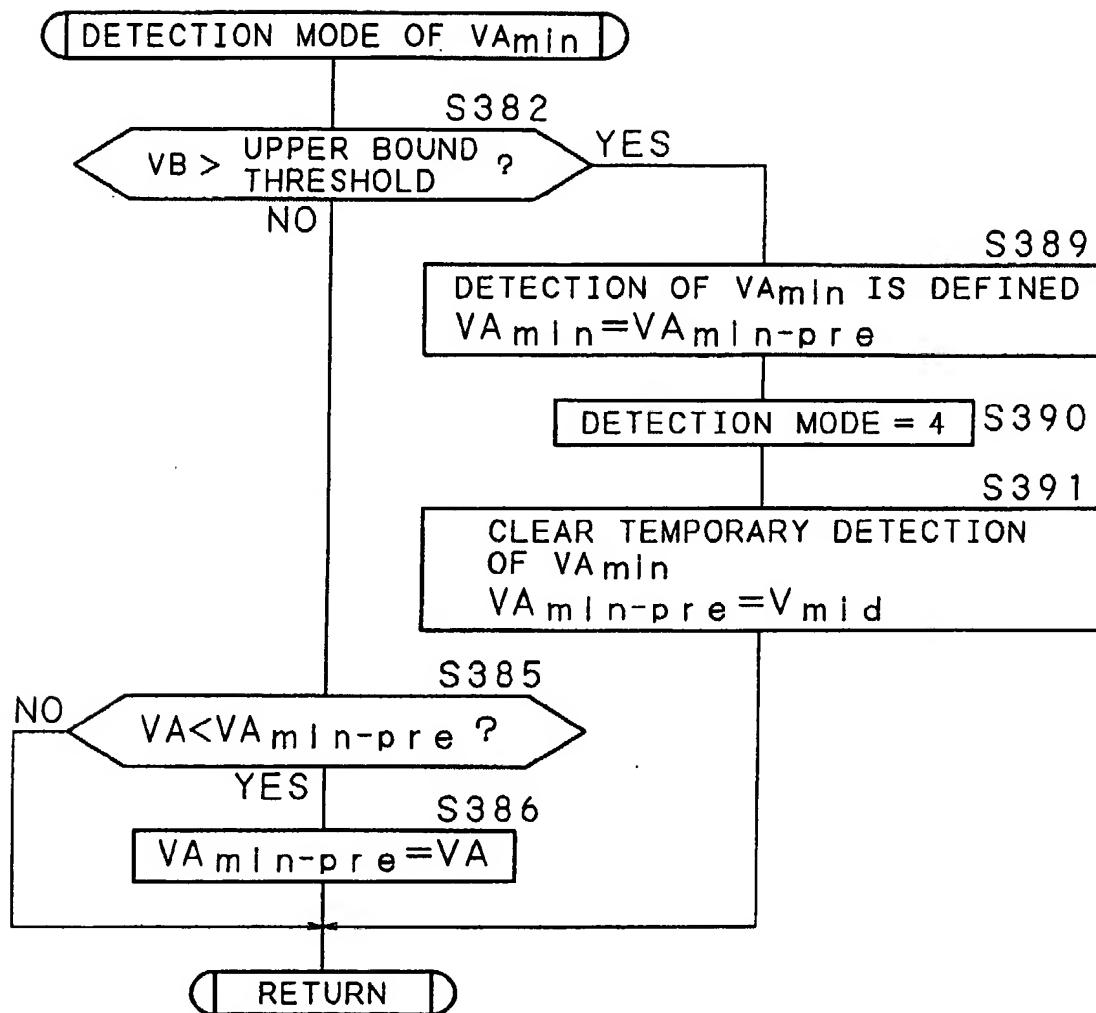 DETECTION MODE OF VAmin
S382
VB > UPPER BOUND THRESHOLD ?
YES
NO
S389
DETECTION OF VAmin IS DEFINED
VAmin=VAmin-pre
DETECTION MODE = 4
S390
S391
CLEAR TEMPORARY DETECTION
OF VAmin
VAmin-pre=Vmid
S385
NO
VA<VAmin-pre ?
YES
S386
VAmin-pre=VA
RETURN